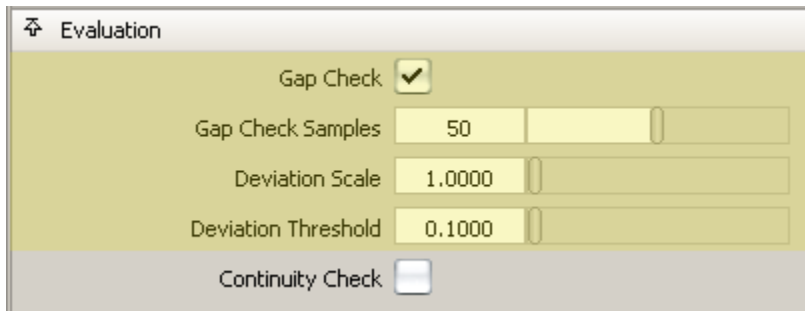 Evaluation
Gap Check
Gap Check Samples 50
Deviation Scale 1.0000
Deviation Threshold 0.1000
Continuity Check